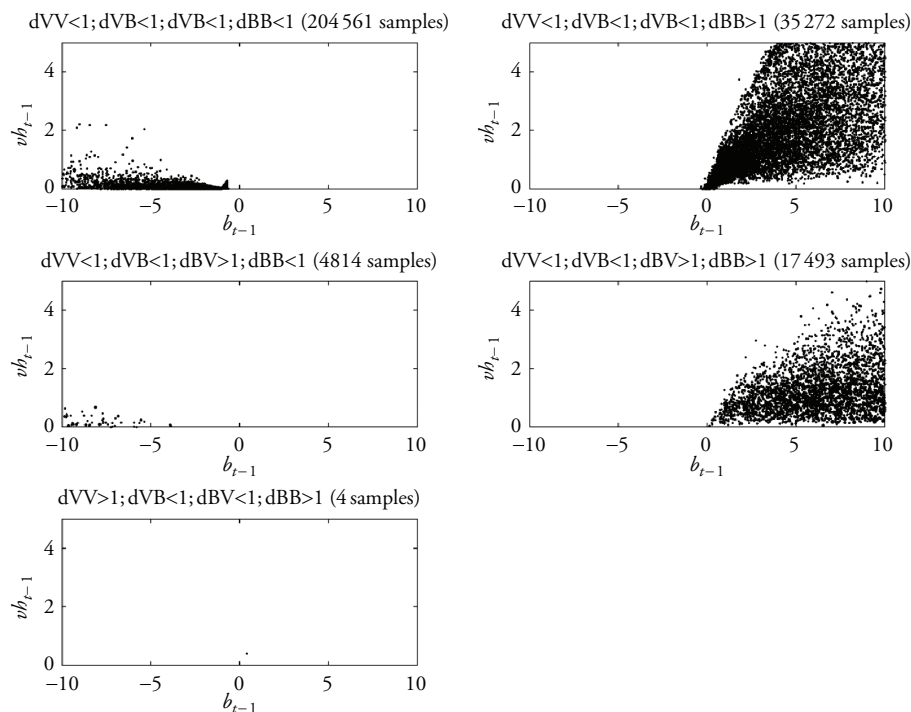 dVV<1; dVB<1; dVB<1; dBB<1 (204 561 samples)
4
2
0
vh_{t−1}
−10 −5 0 5 10
b_{t−1}
dVV<1; dVB<1; dVB<1; dBB>1 (35 272 samples)
4
2
0
vh_{t−1}
−10 −5 0 5 10
b_{t−1}
dVV<1; dVB<1; dBV>1; dBB<1 (4814 samples)
4
2
0
vh_{t−1}
−10 −5 0 5 10
b_{t−1}
dVV<1; dVB<1; dBV>1; dBB>1 (17 493 samples)
4
2
0
vh_{t−1}
−10 −5 0 5 10
b_{t−1}
dVV>1; dVB<1; dBV<1; dBB>1 (4 samples)
4
2
0
vh_{t−1}
−10 −5 0 5 10
b_{t−1}